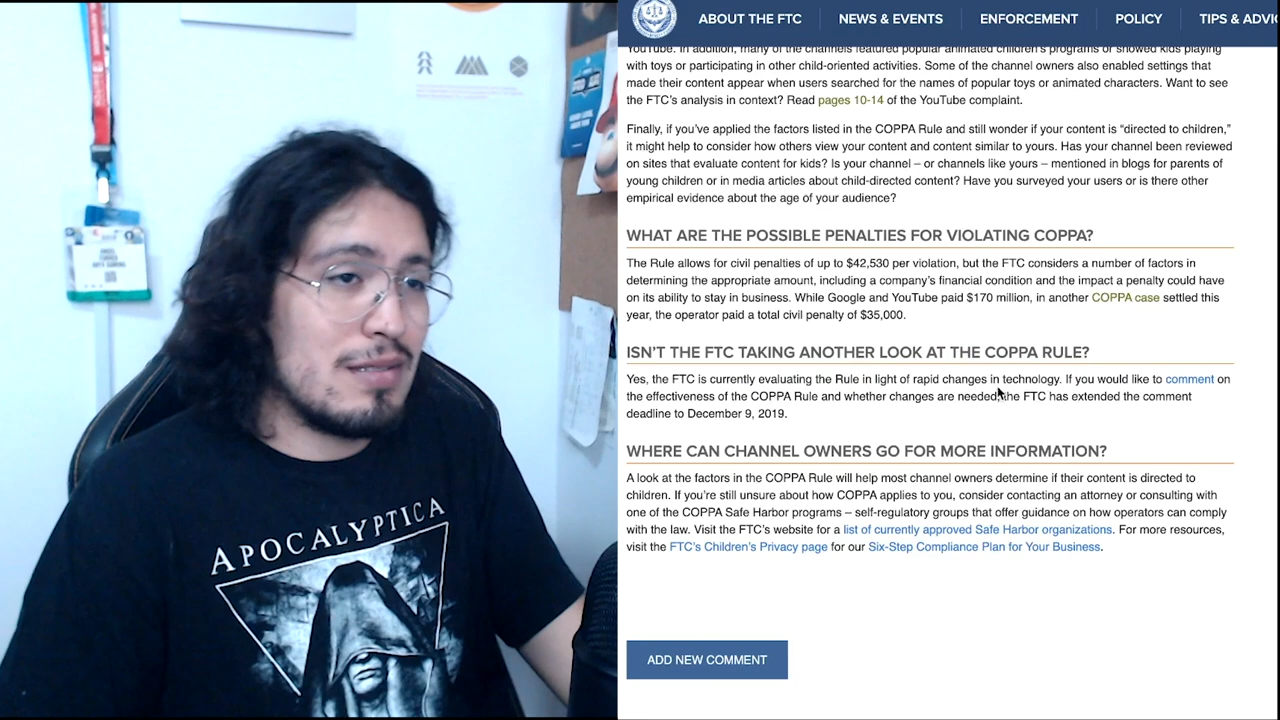 ABOUT THE FTC
NEWS & EVENTS
ENFORCEMENT
POLICY
TIPS & ADVIC
YouTube. In addition, many of the channels featured popular animated children's programs or showed kids playing
with toys or participating in other child-oriented activities. Some of the channel owners also enabled settings that
made their content appear when users searched for the names of popular toys or animated characters. Want to see
the FTC's analysis in context? Read pages 10-14 of the YouTube complaint.
Finally, if you've applied the factors listed in the COPPA Rule and still wonder if your content is “directed to children,”
it might help to consider how others view your content and content similar to yours. Has your channel been reviewed
on sites that evaluate content for kids? Is your channel – or channels like yours – mentioned in blogs for parents of
young children or in media articles about child-directed content? Have you surveyed your users or is there other
empirical evidence about the age of your audience?
WHAT ARE THE POSSIBLE PENALTIES FOR VIOLATING COPPA?
The Rule allows for civil penalties of up to $42,530 per violation, but the FTC considers a number of factors in
determining the appropriate amount, including a company's financial condition and the impact a penalty could have
on its ability to stay in business. While Google and YouTube paid $170 million, in another COPPA case settled this
year, the operator paid a total civil penalty of $35,000.
ISN'T THE FTC TAKING ANOTHER LOOK AT THE COPPA RULE?
Yes, the FTC is currently evaluating the Rule in light of rapid changes in technology. If you would like to comment on
the effectiveness of the COPPA Rule and whether changes are needed, the FTC has extended the comment
deadline to December 9, 2019.
WHERE CAN CHANNEL OWNERS GO FOR MORE INFORMATION?
A look at the factors in the COPPA Rule will help most channel owners determine if their content is directed to
children. If you're still unsure about how COPPA applies to you, consider contacting an attorney or consulting with
one of the COPPA Safe Harbor programs – self-regulatory groups that offer guidance on how operators can comply
with the law. Visit the FTC's website for a list of currently approved Safe Harbor organizations. For more resources,
visit the FTC's Children's Privacy page for our Six-Step Compliance Plan for Your Business.
ADD NEW COMMENT
APOCALYPTICA